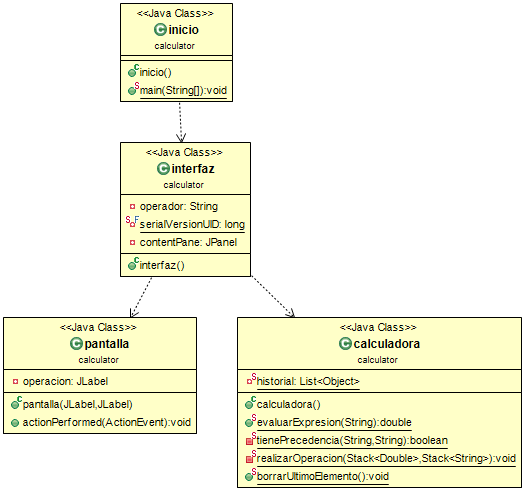 <<Java Class>>
inicio
calculator
inicio()
main(String[]):void
<<Java Class>>
interfaz
calculator
operador: String
serialVersionUID: long
contentPane: JPanel
interfaz()
<<Java Class>>
pantalla
calculator
operacion: JLabel
pantalla(JLabel,JLabel)
actionPerformed(ActionEvent):void
<<Java Class>>
calculadora
calculator
historial: List<Object>
calculadora()
evaluarExpresion(String):double
tienePrecedencia(String,String):boolean
realizarOperacion(Stack<Double>,Stack<String>):void
borrarUltimoElemento():void